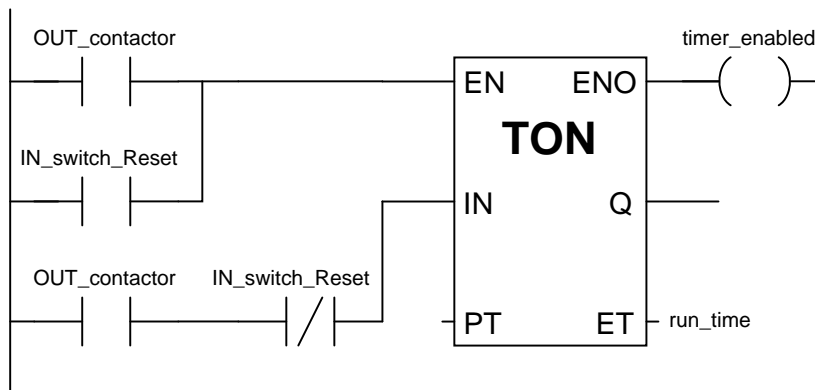 OUT_contactor
timer_enabled
EN ENO
TON
IN_switch_Reset
IN Q
OUT_contactor
IN_switch_Reset
PT ET
run_time